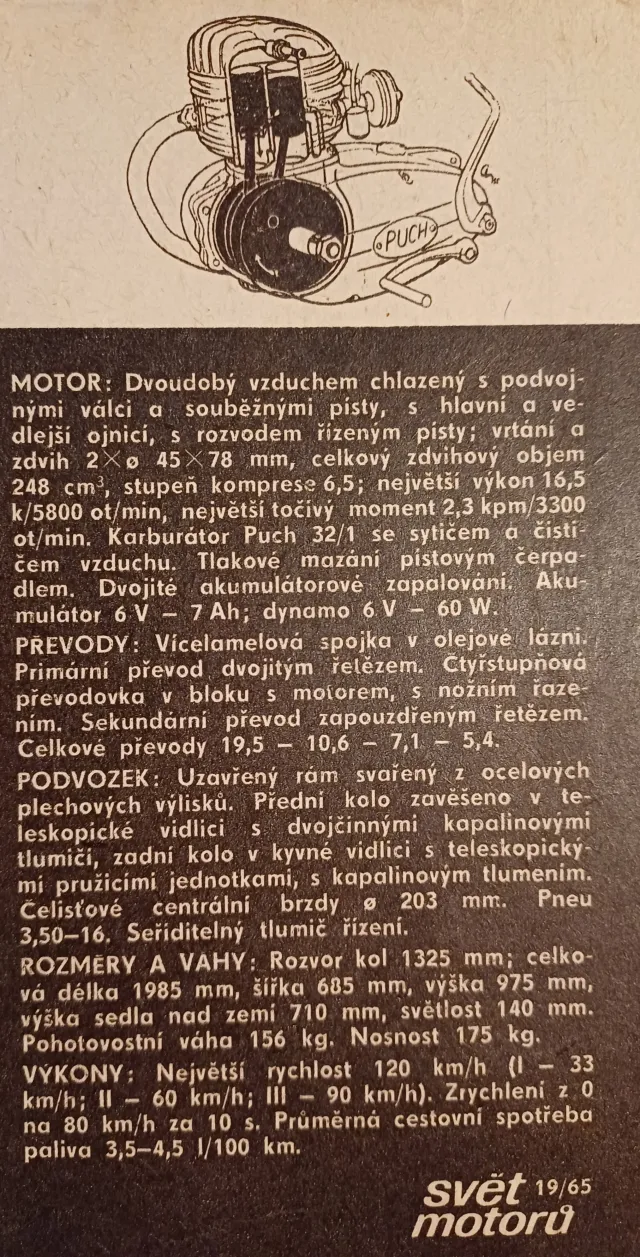 PUCH
MOTOR: Dvoudobý vzduchem chlazený s podvoj-
nými válci a souběžnými písty, s hlavní a ve-
dlejší ojnicí, s rozvodem řízeným písty; vrtání a
zdvih 2×ø 45×78 mm, celkový zdvihový objem
248 cm³, stupeň komprese 6,5; největší výkon 16,5
k/5800 ot/min, největší točivý moment 2,3 kpm/3300
ot/min. Karburátor Puch 32/1 se sytičem a čisti-
čem vzduchu. Tlakové mazání pístovým čerpa-
dlem. Dvojité akumulátorové zapalování. Aku-
mulátor 6 V – 7 Ah; dynamo 6 V – 60 W.
PŘEVODY: Vícelamelová spojka v olejové lázni.
Primární převod dvojitým řetězem. Čtyřstupňová
převodovka v bloku s motorem, s nožním řaze-
ním. Sekundární převod zapouzdřeným řetězem.
Celkové převody 19,5 – 10,6 – 7,1 – 5,4.
PODVOZEK: Uzavřený rám svařený z ocelových
plechových výlisků. Přední kolo zavěšeno v te-
leskopické vidlici s dvojčinnými kapalinovými
tlumiči, zadní kolo v kyvné vidlici s teleskopický-
mi pružicími jednotkami, s kapalinovým tlumením.
Čelisťové centrální brzdy ø 203 mm. Pneu
3,50–16. Seřiditelný tlumič řízení.
ROZMĚRY A VÁHY: Rozvor kol 1325 mm; celko-
vá délka 1985 mm, šířka 685 mm, výška 975 mm,
výška sedla nad zemí 710 mm, světlost 140 mm.
Pohotovostní váha 156 kg. Nosnost 175 kg.
VÝKONY: Největší rychlost 120 km/h (I – 33
km/h; II – 60 km/h; III – 90 km/h). Zrychlení z 0
na 80 km/h za 10 s. Průměrná cestovní spotřeba
paliva 3,5–4,5 l/100 km.
svět 19/65
motorů